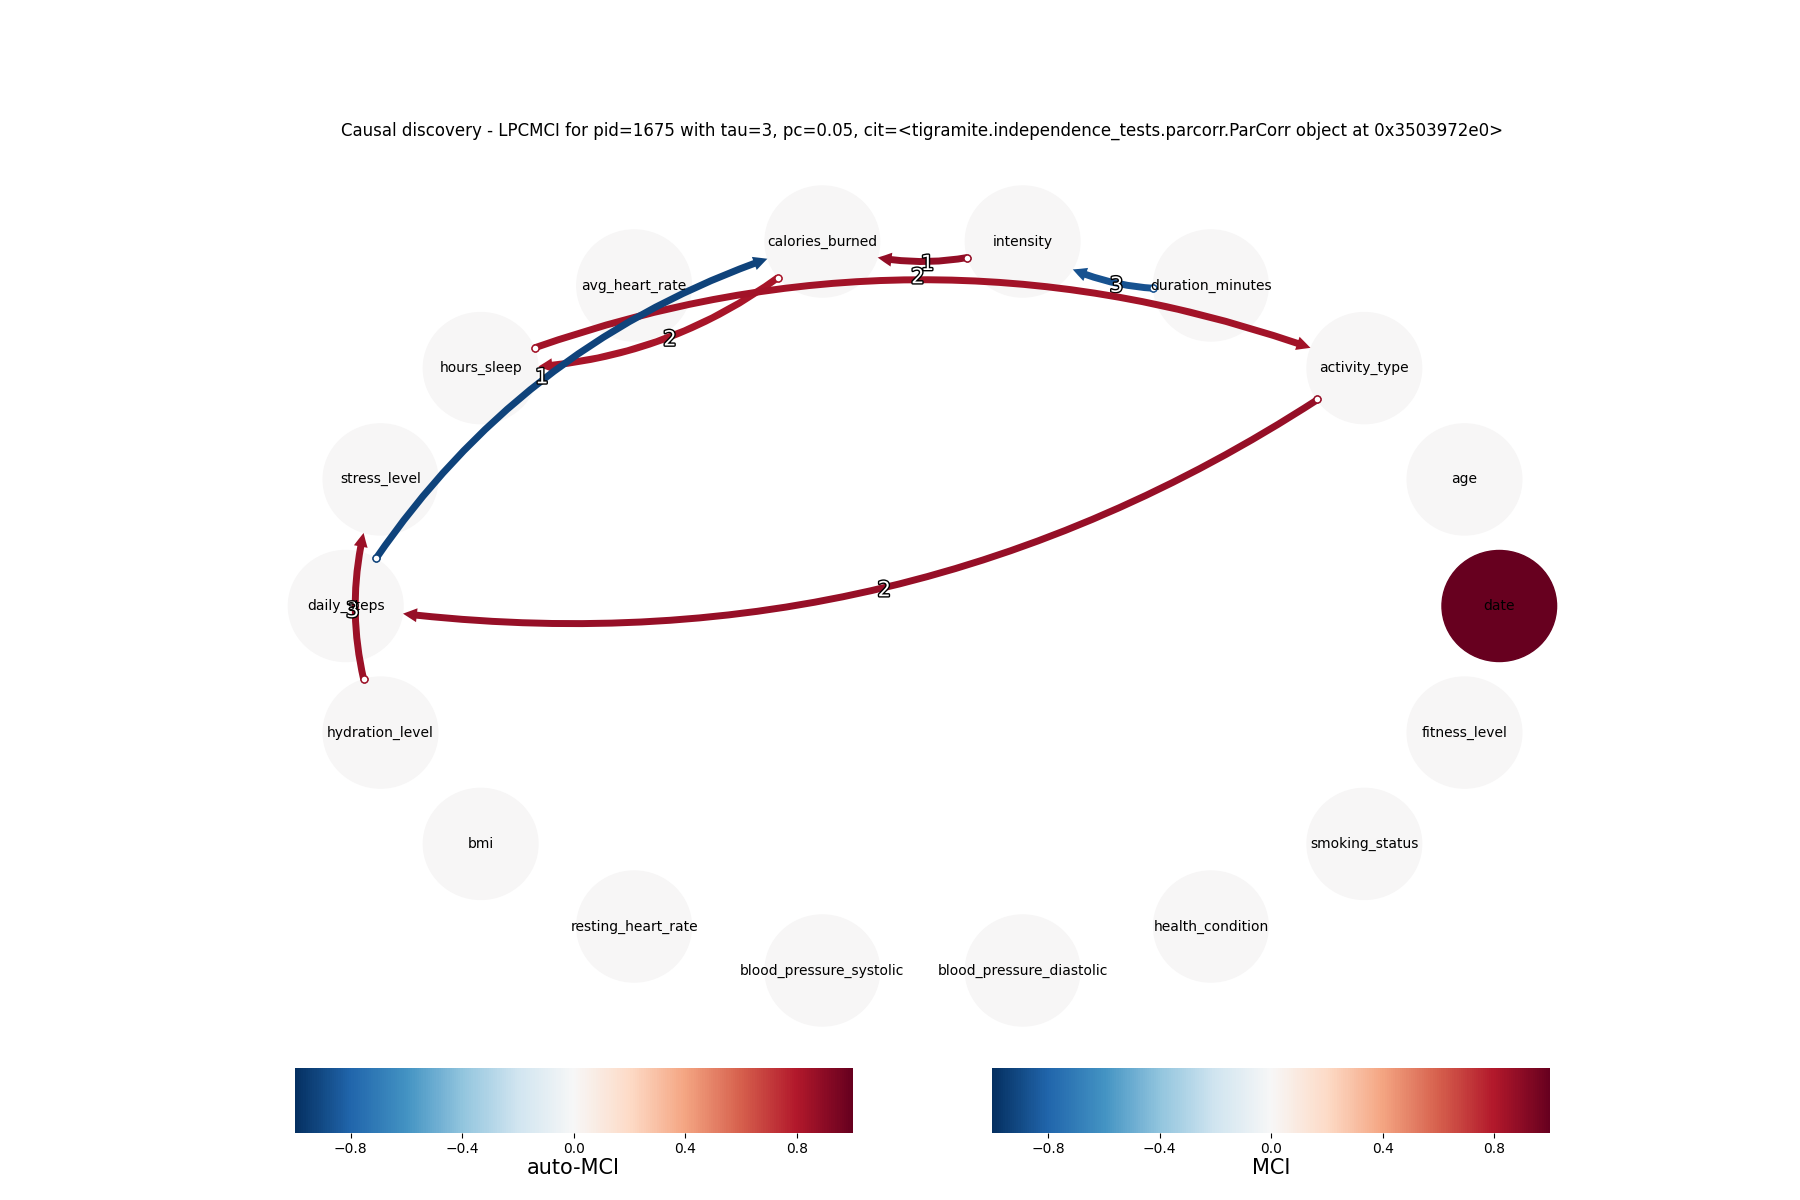 Causal discovery - LPCMCI for pid=1675 with tau=3, pc=0.05, cit=<tigramite.independence_tests.parcorr.ParCorr object at 0x3503972e0>
calories_burned
intensity
1
2
avg_heart_rate
3
duration_minutes
2
hours_sleep
1
activity_type
stress_level
age
2
daily_steps
3
date
hydration_level
fitness_level
bmi
smoking_status
resting_heart_rate
health_condition
blood_pressure_systolic
blood_pressure_diastolic
−0.8 −0.4 0.0 0.4 0.8
auto-MCI
−0.8 −0.4 0.0 0.4 0.8
MCI